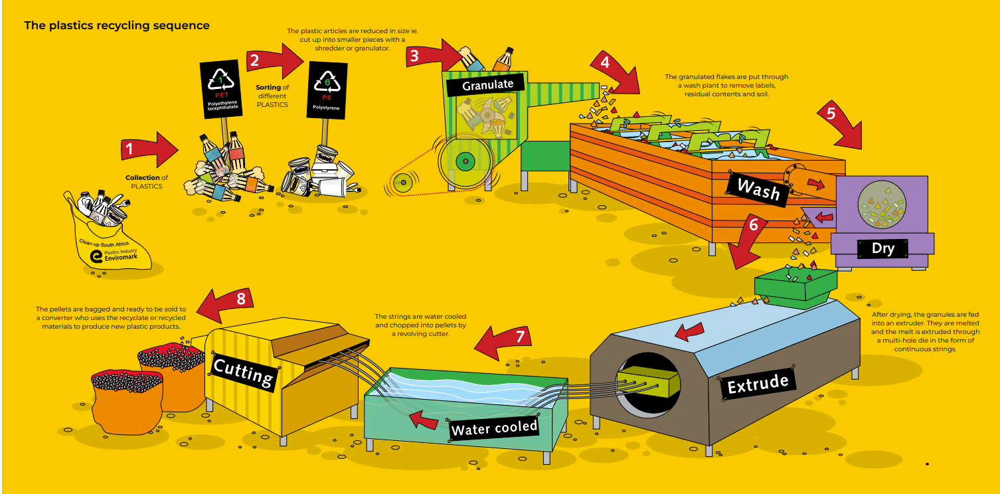 The plastics recycling sequence
1
Collection of
PLASTICS
Clean-up South Africa
Plastics Industry
Enviromark
2
Sorting of
different
PLASTICS
1
PET
Polyethylene
terephthalate
6
PS
Polystyrene
The plastic articles are reduced in size ie.
cut up into smaller pieces with a
shredder or granulator.
3
Granulate
4
The granulated flakes are put through
a wash plant to remove labels,
residual contents and soil.
Wash
5
Dry
6
After drying, the granules are fed
into an extruder. They are melted
and the melt is extruded through
a multi-hole die in the form of
continuous strings.
Extrude
7
The strings are water cooled
and chopped into pellets by
a revolving cutter.
Water cooled
Cutting
8
The pellets are bagged and ready to be sold to
a converter who uses the recyclate or recycled
materials to produce new plastic products.